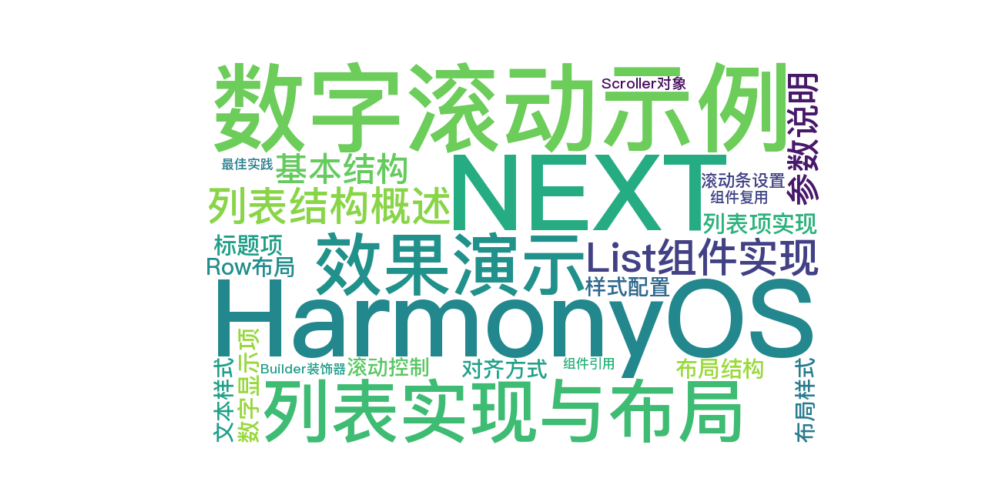 数字滚动示例
Scroller对象
参数说明
最佳实践
基本结构
NEXT
滚动条设置
组件复用
列表结构概述
列表项实现
标题项
效果演示
List组件实现
Row布局
样式配置
HarmonyOS
文本样式
数字显示项
Builder装饰器
滚动控制
对齐方式
组件引用
布局结构
布局样式
列表实现与布局